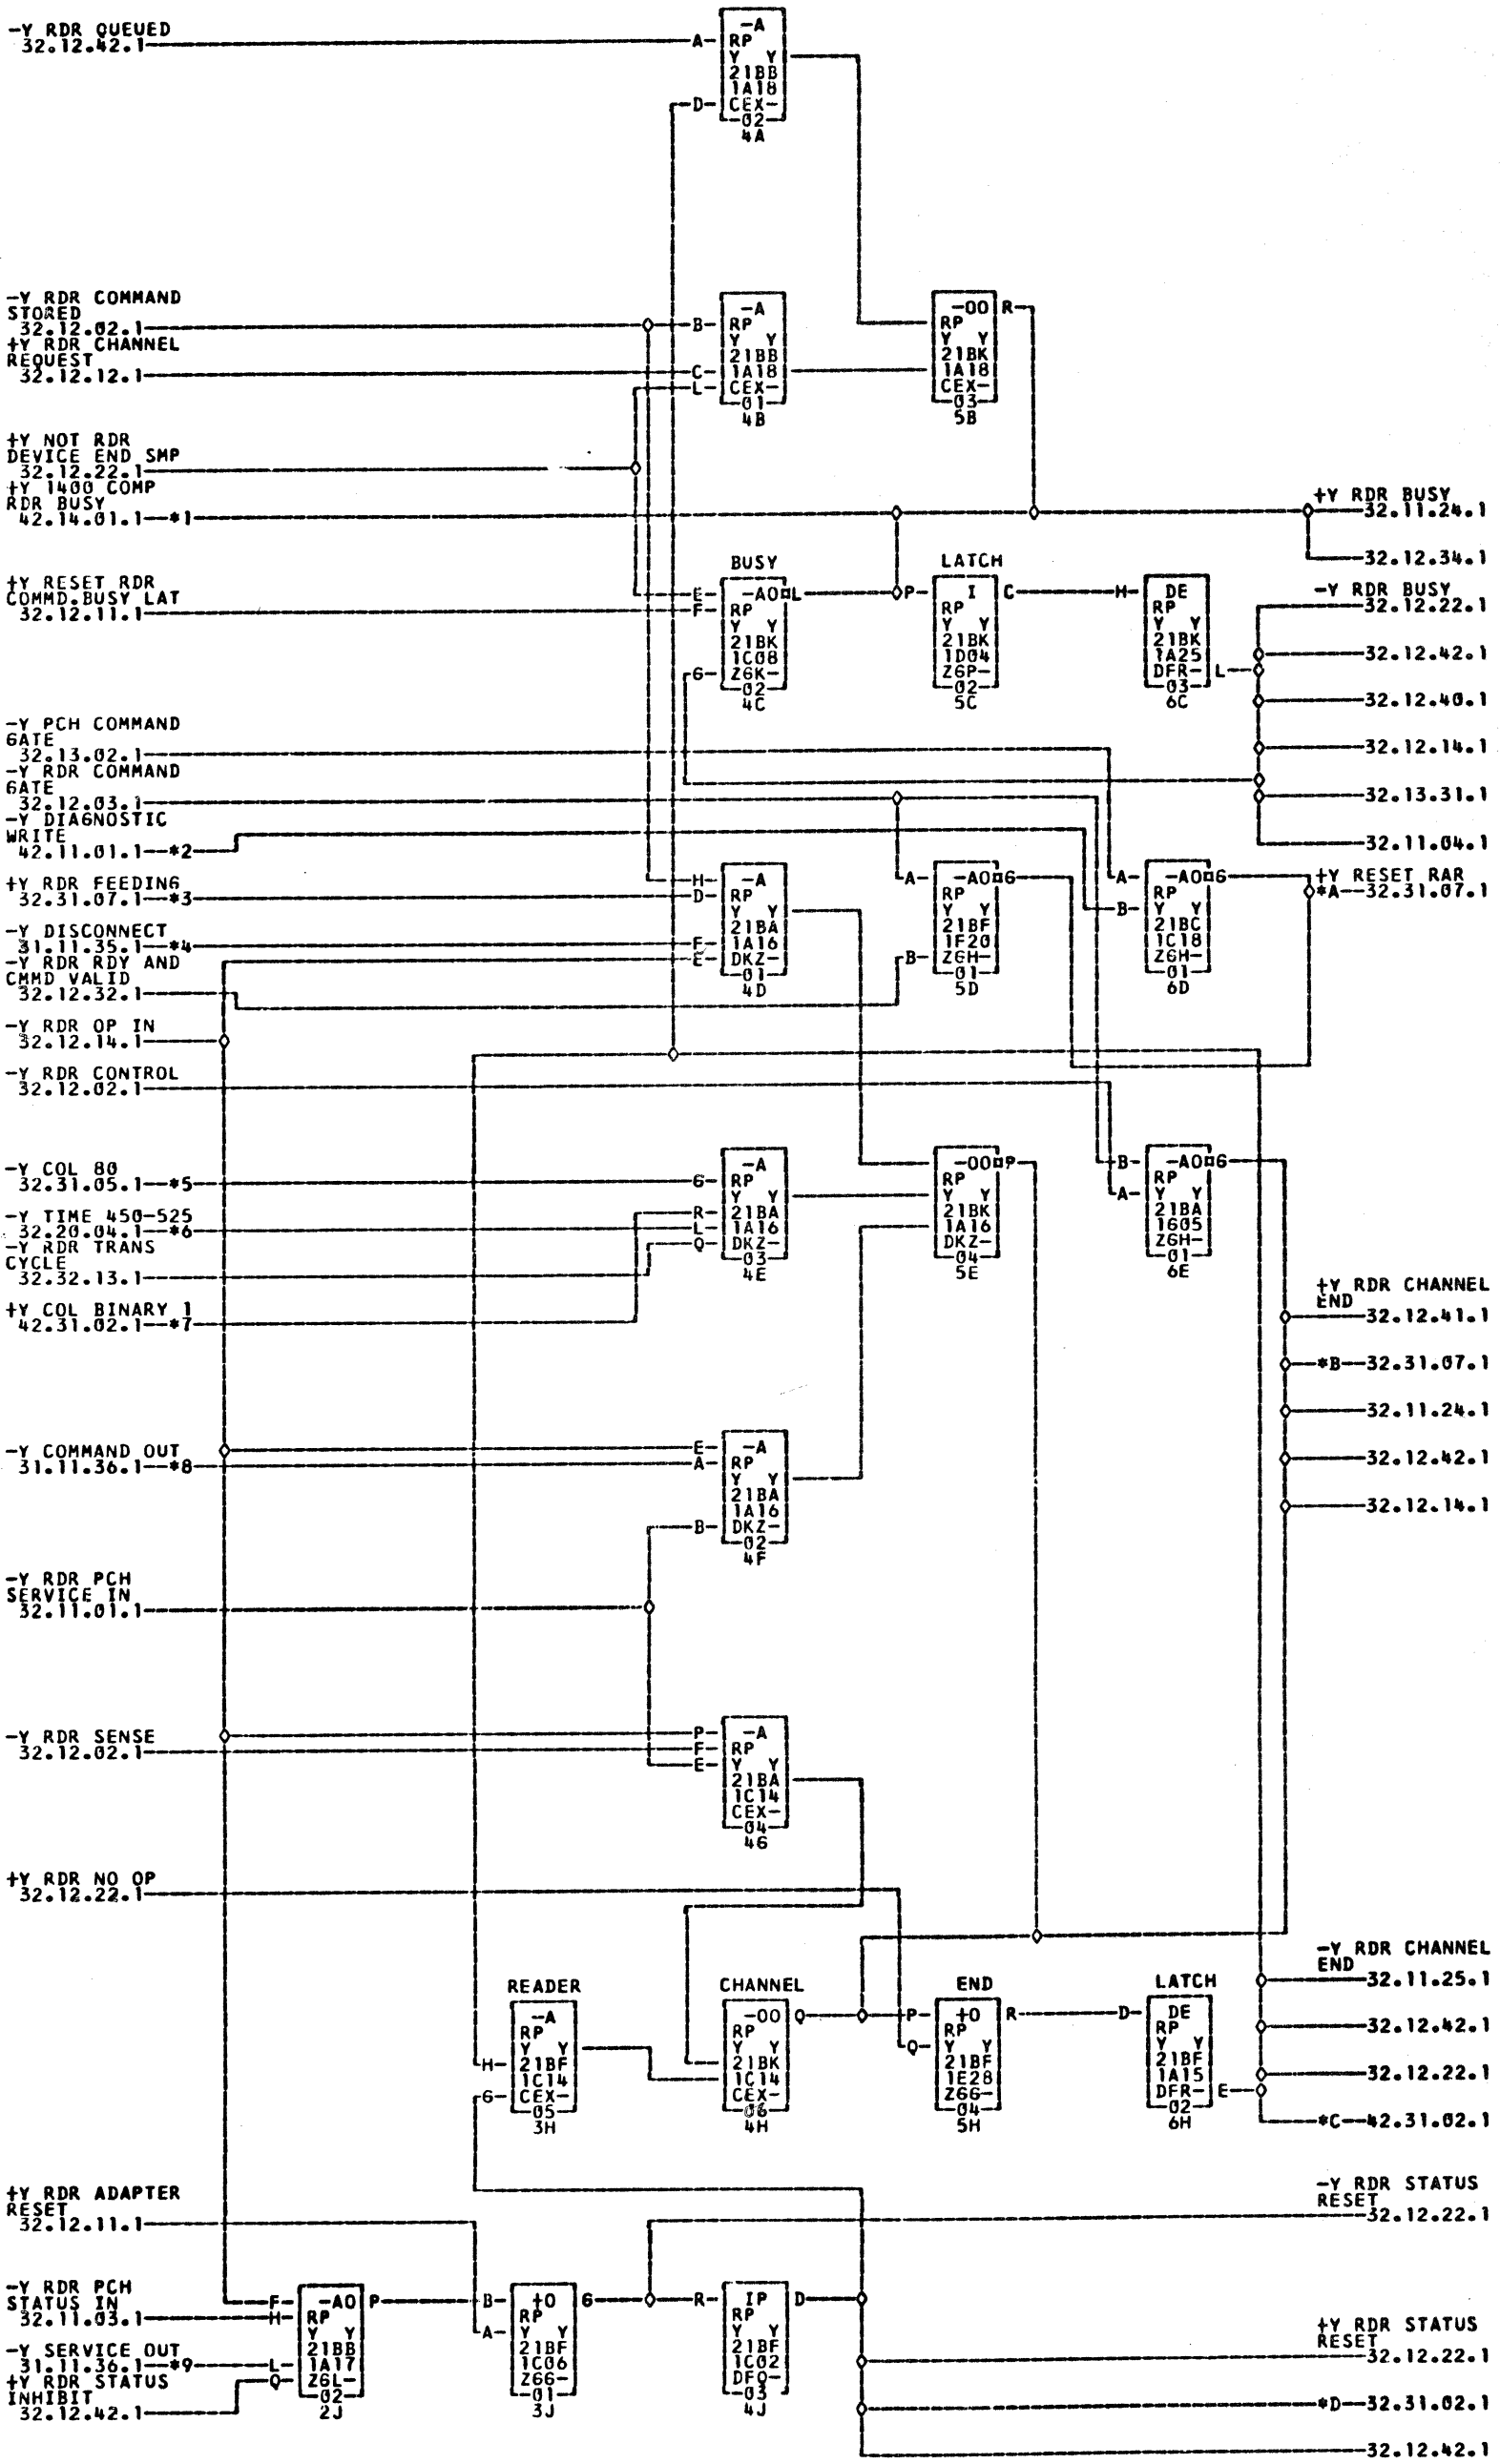 -Y RDR QUEUED
32.12.42.1
A
-A
RP
Y Y
21BB
1A18
D
CEX-
02
4A
-Y RDR COMMAND
STORED
32.12.02.1
+Y RDR CHANNEL
REQUEST
32.12.12.1
B
C
L
-A
RP
Y Y
21BB
1A18
CEX-
01
4B
-OO R
RP
Y Y
21BK
1A18
CEX-
03
5B
+Y NOT RDR
DEVICE END SMP
32.12.22.1
+Y 1400 COMP
RDR BUSY
42.14.01.1--*1
+Y RDR BUSY
32.11.24.1
32.12.34.1
+Y RESET RDR
COMMD.BUSY LAT
32.12.11.1
BUSY
E
F
G
-AO L
RP
Y Y
21BK
1C08
Z6K-
02
4C
LATCH
P
I C
RP
Y Y
21BK
1D04
Z6P-
02
5C
H
DE
RP
Y Y
21BK
1A25
DFR- L
03
6C
-Y RDR BUSY
32.12.22.1
32.12.42.1
32.12.40.1
32.12.14.1
32.13.31.1
32.11.04.1
-Y PCH COMMAND
GATE
32.13.02.1
-Y RDR COMMAND
GATE
32.12.03.1
-Y DIAGNOSTIC
WRITE
42.11.01.1--*2
+Y RDR FEEDING
32.31.07.1--*3
-Y DISCONNECT
31.11.35.1--*4
-Y RDR RDY AND
CMMD VALID
32.12.32.1
-Y RDR OP IN
32.12.14.1
-Y RDR CONTROL
32.12.02.1
H
D
F
E
-A
RP
Y Y
21BA
1A16
DKZ-
01
4D
A
B
-AO G
RP
Y Y
21BF
1F20
Z6H-
01
5D
A
B
-AO G
RP
Y Y
21BC
1C18
Z6H-
01
6D
+Y RESET RAR
*A--32.31.07.1
-Y COL 80
32.31.05.1--*5
-Y TIME 450-525
32.20.04.1--*6
-Y RDR TRANS
CYCLE
32.32.13.1
+Y COL BINARY 1
42.31.02.1--*7
G
R
L
Q
-A
RP
Y Y
21BA
1A16
DKZ-
03
4E
-OO P
RP
Y Y
21BK
1A16
DKZ-
04
5E
B
A
-AO G
RP
Y Y
21BA
1G05
Z6H-
01
6E
+Y RDR CHANNEL
END
32.12.41.1
*B--32.31.07.1
32.11.24.1
32.12.42.1
32.12.14.1
-Y COMMAND OUT
31.11.36.1--*8
E
A
B
-A
RP
Y Y
21BA
1A16
DKZ-
02
4F
-Y RDR PCH
SERVICE IN
32.11.01.1
-Y RDR SENSE
32.12.02.1
P
F
E
-A
RP
Y Y
21BA
1C14
CEX-
04
4G
+Y RDR NO OP
32.12.22.1
READER
H
G
-A
RP
Y Y
21BF
1C14
CEX-
05
3H
CHANNEL
-OO Q
RP
Y Y
21BK
1C14
CEX-
06
4H
END
P
Q
+O R
RP
Y Y
21BF
1E28
Z66-
04
5H
LATCH
D
DE
RP
Y Y
21BF
1A15
DFR- E
02
6H
-Y RDR CHANNEL
END
32.11.25.1
32.12.42.1
32.12.22.1
*C--42.31.02.1
+Y RDR ADAPTER
RESET
32.12.11.1
-Y RDR STATUS
RESET
32.12.22.1
-Y RDR PCH
STATUS IN
32.11.03.1
-Y SERVICE OUT
31.11.36.1--*9
+Y RDR STATUS
INHIBIT
32.12.42.1
F
H
L
Q
-AO P
RP
Y Y
21BB
1A17
Z6L-
02
2J
B
A
+O G
RP
Y Y
21BF
1C06
Z66-
01
3J
R
IP D
RP
Y Y
21BF
1C02
DFQ-
03
4J
+Y RDR STATUS
RESET
32.12.22.1
*D--32.31.02.1
32.12.42.1